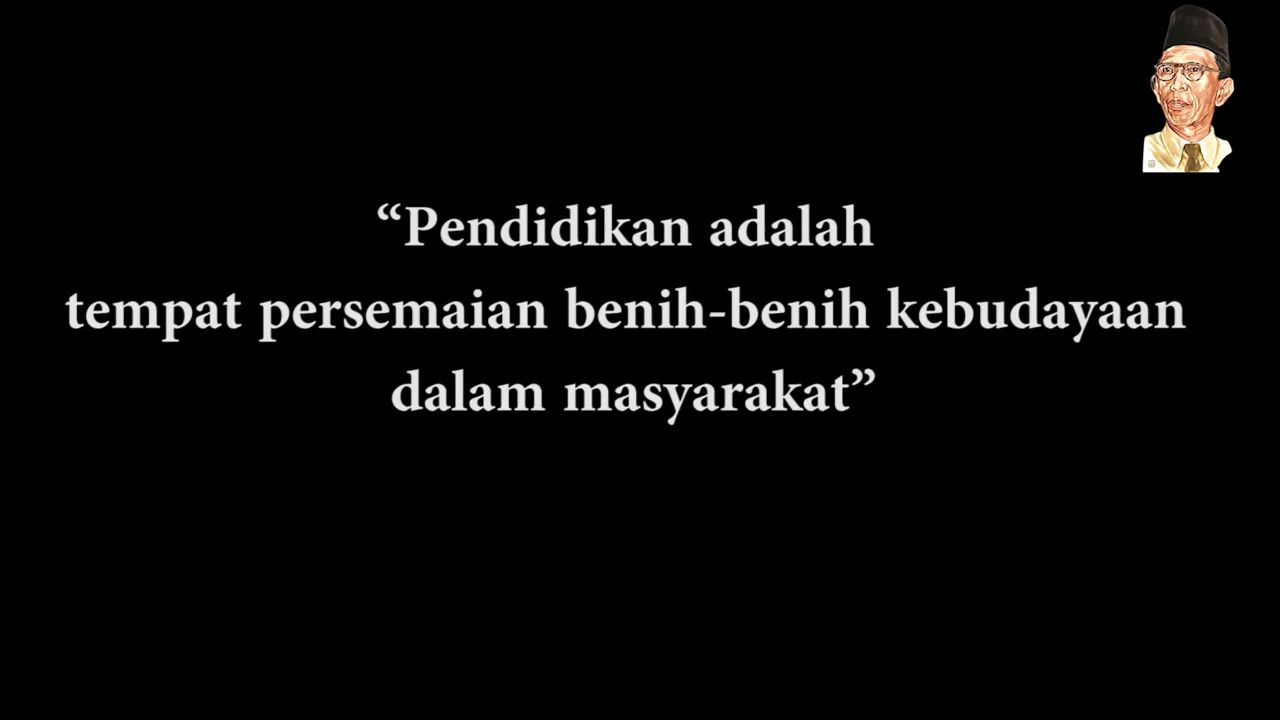 “Pendidikan adalah
tempat persemaian benih-benih kebudayaan
dalam masyarakat”